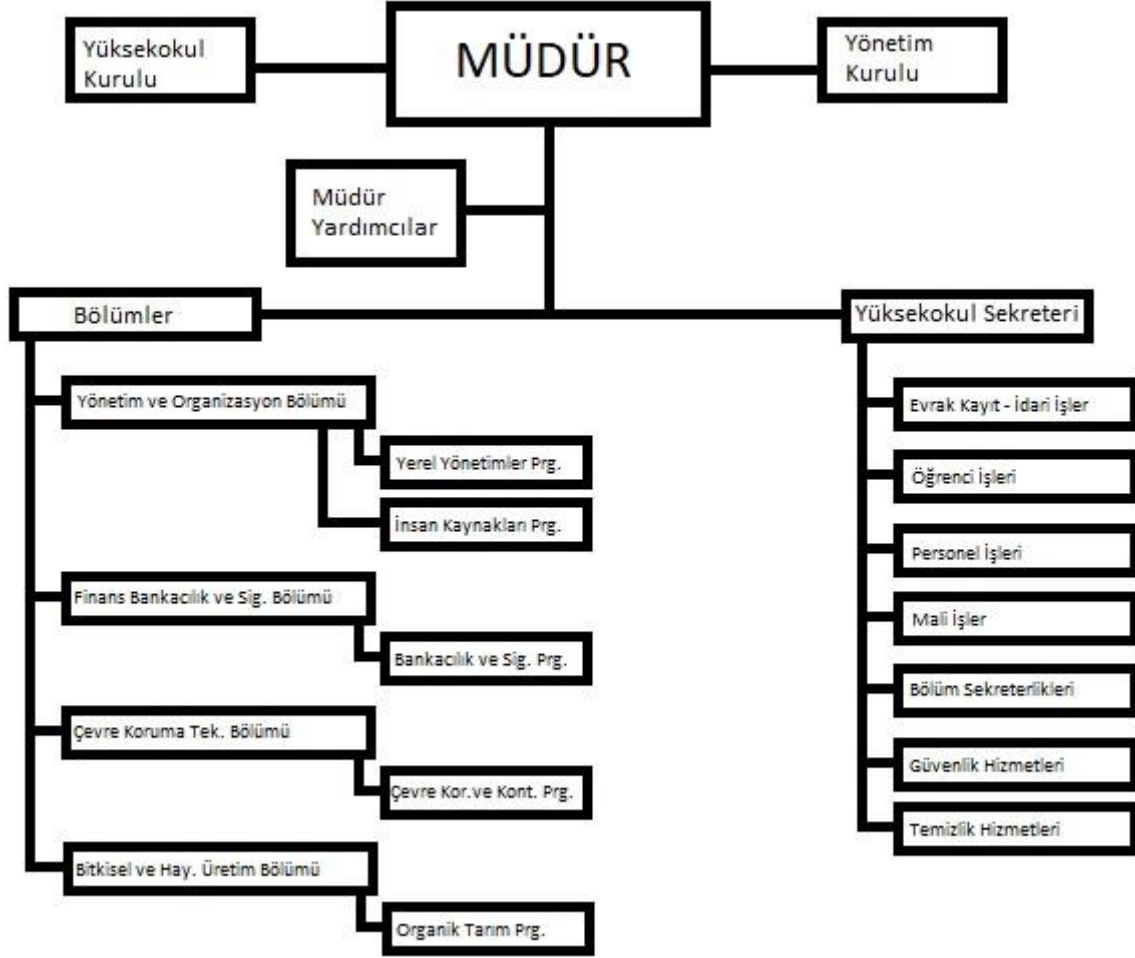 Yüksekokul
Kurulu
MÜDÜR
Yönetim
Kurulu
Müdür
Yardımcılar
Bölümler
Yüksekokul Sekreteri
Yönetim ve Organizasyon Bölümü
Yerel Yönetimler Prg.
İnsan Kaynakları Prg.
Finans Bankacılık ve Sig. Bölümü
Bankacılık ve Sig. Prg.
Çevre Koruma Tek. Bölümü
Çevre Kor.ve Kont. Prg.
Bitkisel ve Hay. Üretim Bölümü
Organik Tarım Prg.
Evrak Kayıt - İdari İşler
Öğrenci İşleri
Personel İşleri
Mali İşler
Bölüm Sekreterlikleri
Güvenlik Hizmetleri
Temizlik Hizmetleri